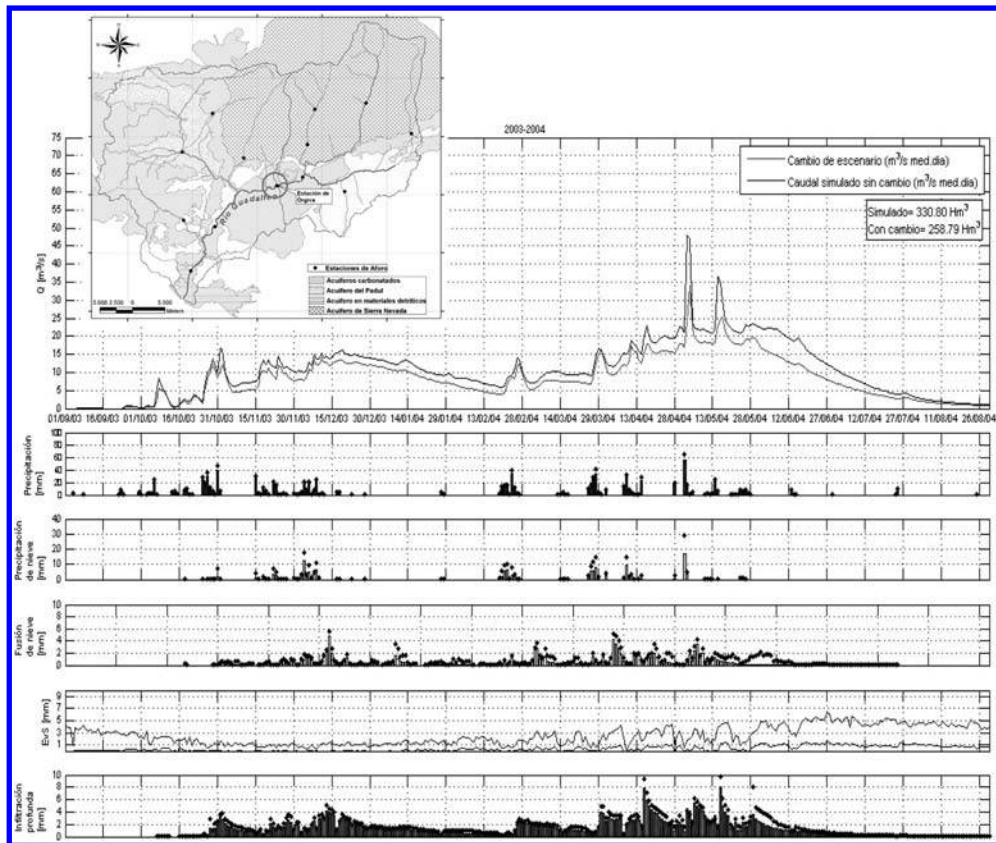 N
Río Guadalfeo
Estación de
Órgiva
Estaciones de Aforo
Acuíferos carbonatados
Acuífero del Padul
Acuífero en materiales detríticos
Acuífero de Sierra Nevada
2003-2004
Cambio de escenario (m³/s med.dia)
Caudal simulado sin cambio (m³/s med.dia)
Simulado= 330.80 Hm³
Con cambio= 258.79 Hm³
Q [m³/s]
75
70
65
60
55
50
45
40
35
30
25
20
15
10
5
0
01/09/03 16/09/03 01/10/03 16/10/03 31/10/03 15/11/03 30/11/03 15/12/03 30/12/03 14/01/04 29/01/04 13/02/04 28/02/04 14/03/04 29/03/04 13/04/04 28/04/04 13/05/04 28/05/04 12/06/04 27/06/04 12/07/04 27/07/04 11/08/04 26/08/04
Precipitación
[mm]
100
80
60
40
20
0
Precipitación
de nieve
[mm]
40
30
20
10
0
Fusión
de nieve
[mm]
10
8
6
4
2
0
EvS [mm]
9
7
5
3
1
Infiltración
profunda
[mm]
10
8
6
4
2
0